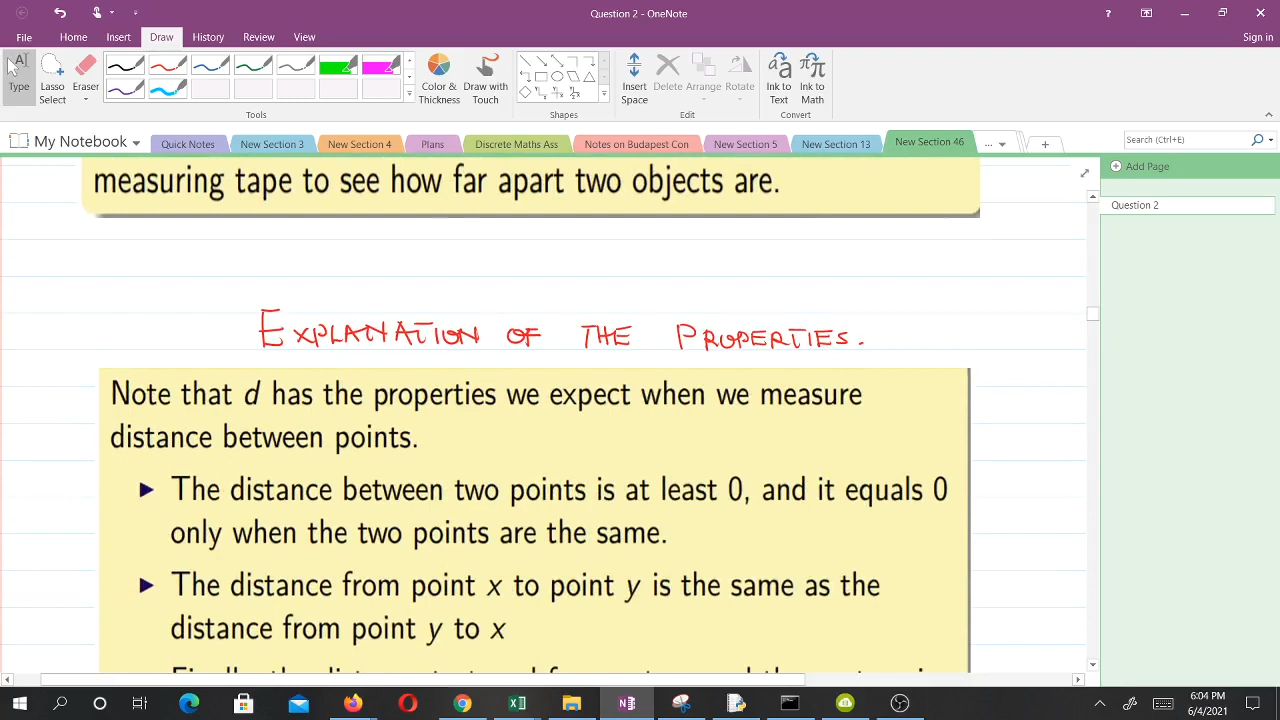 Question 2 - OneNote
File Home Insert Draw History Review View Sign in
Type Lasso Select Eraser Color & Thickness Draw with Touch Insert Space Delete Arrange Rotate Ink to Text Ink to Math
Tools Shapes Edit Convert
My Notebook Quick Notes New Section 3 New Section 4 Plans Discrete Maths Ass Notes on Budapest Con New Section 5 New Section 13 New Section 46 ... Search (Ctrl+E)
Add Page
Question 2
measuring tape to see how far apart two objects are.
EXPLANATION OF THE PROPERTIES.
Note that d has the properties we expect when we measure
distance between points.
The distance between two points is at least 0, and it equals 0
only when the two points are the same.
The distance from point x to point y is the same as the
distance from point y to x
6:04 PM
6/4/2021